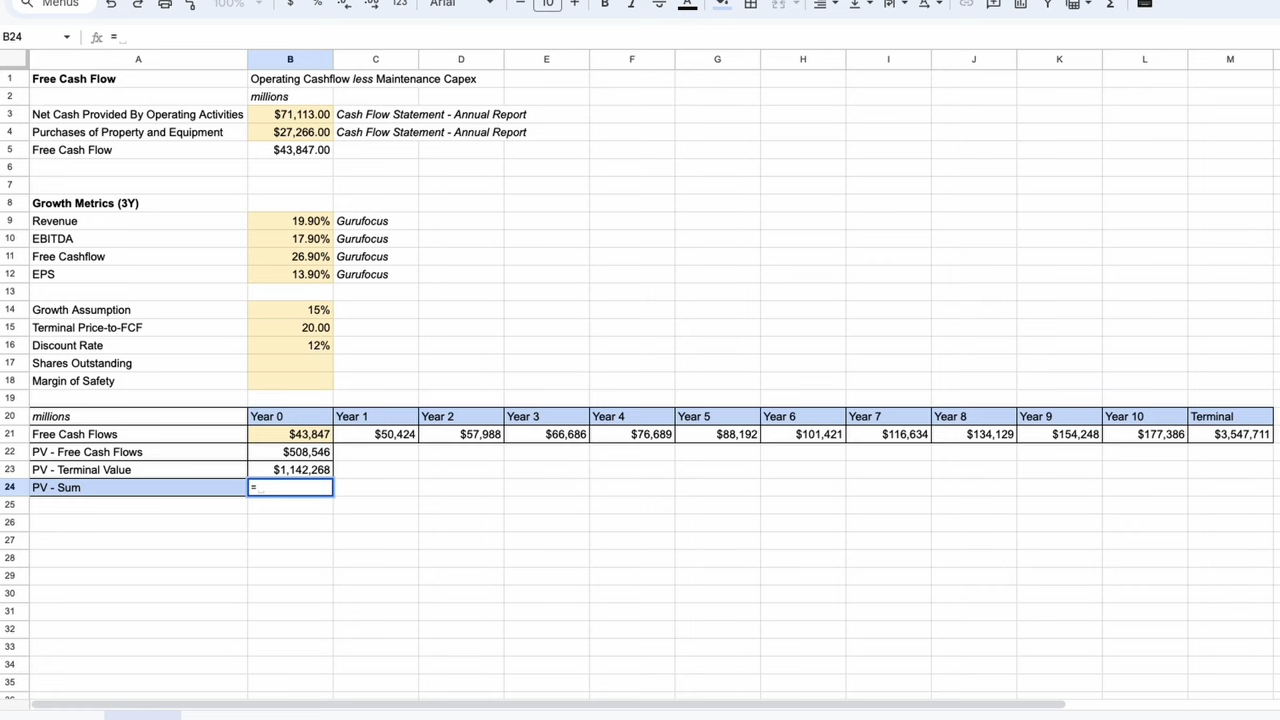 Menus 100% $ % .0 .00 123 Arial 10 B I A Σ
B24 fx =
A B C D E F G H I J K L M
1 Free Cash Flow Operating Cashflow less Maintenance Capex
2 millions
3 Net Cash Provided By Operating Activities $71,113.00 Cash Flow Statement - Annual Report
4 Purchases of Property and Equipment $27,266.00 Cash Flow Statement - Annual Report
5 Free Cash Flow $43,847.00
6
7
8 Growth Metrics (3Y)
9 Revenue 19.90% Gurufocus
10 EBITDA 17.90% Gurufocus
11 Free Cashflow 26.90% Gurufocus
12 EPS 13.90% Gurufocus
13
14 Growth Assumption 15%
15 Terminal Price-to-FCF 20.00
16 Discount Rate 12%
17 Shares Outstanding
18 Margin of Safety
19
20 millions Year 0 Year 1 Year 2 Year 3 Year 4 Year 5 Year 6 Year 7 Year 8 Year 9 Year 10 Terminal
21 Free Cash Flows $43,847 $50,424 $57,988 $66,686 $76,689 $88,192 $101,421 $116,634 $134,129 $154,248 $177,386 $3,547,711
22 PV - Free Cash Flows $508,546
23 PV - Terminal Value $1,142,268
24 PV - Sum =
25
26
27
28
29
30
31
32
33
34
35